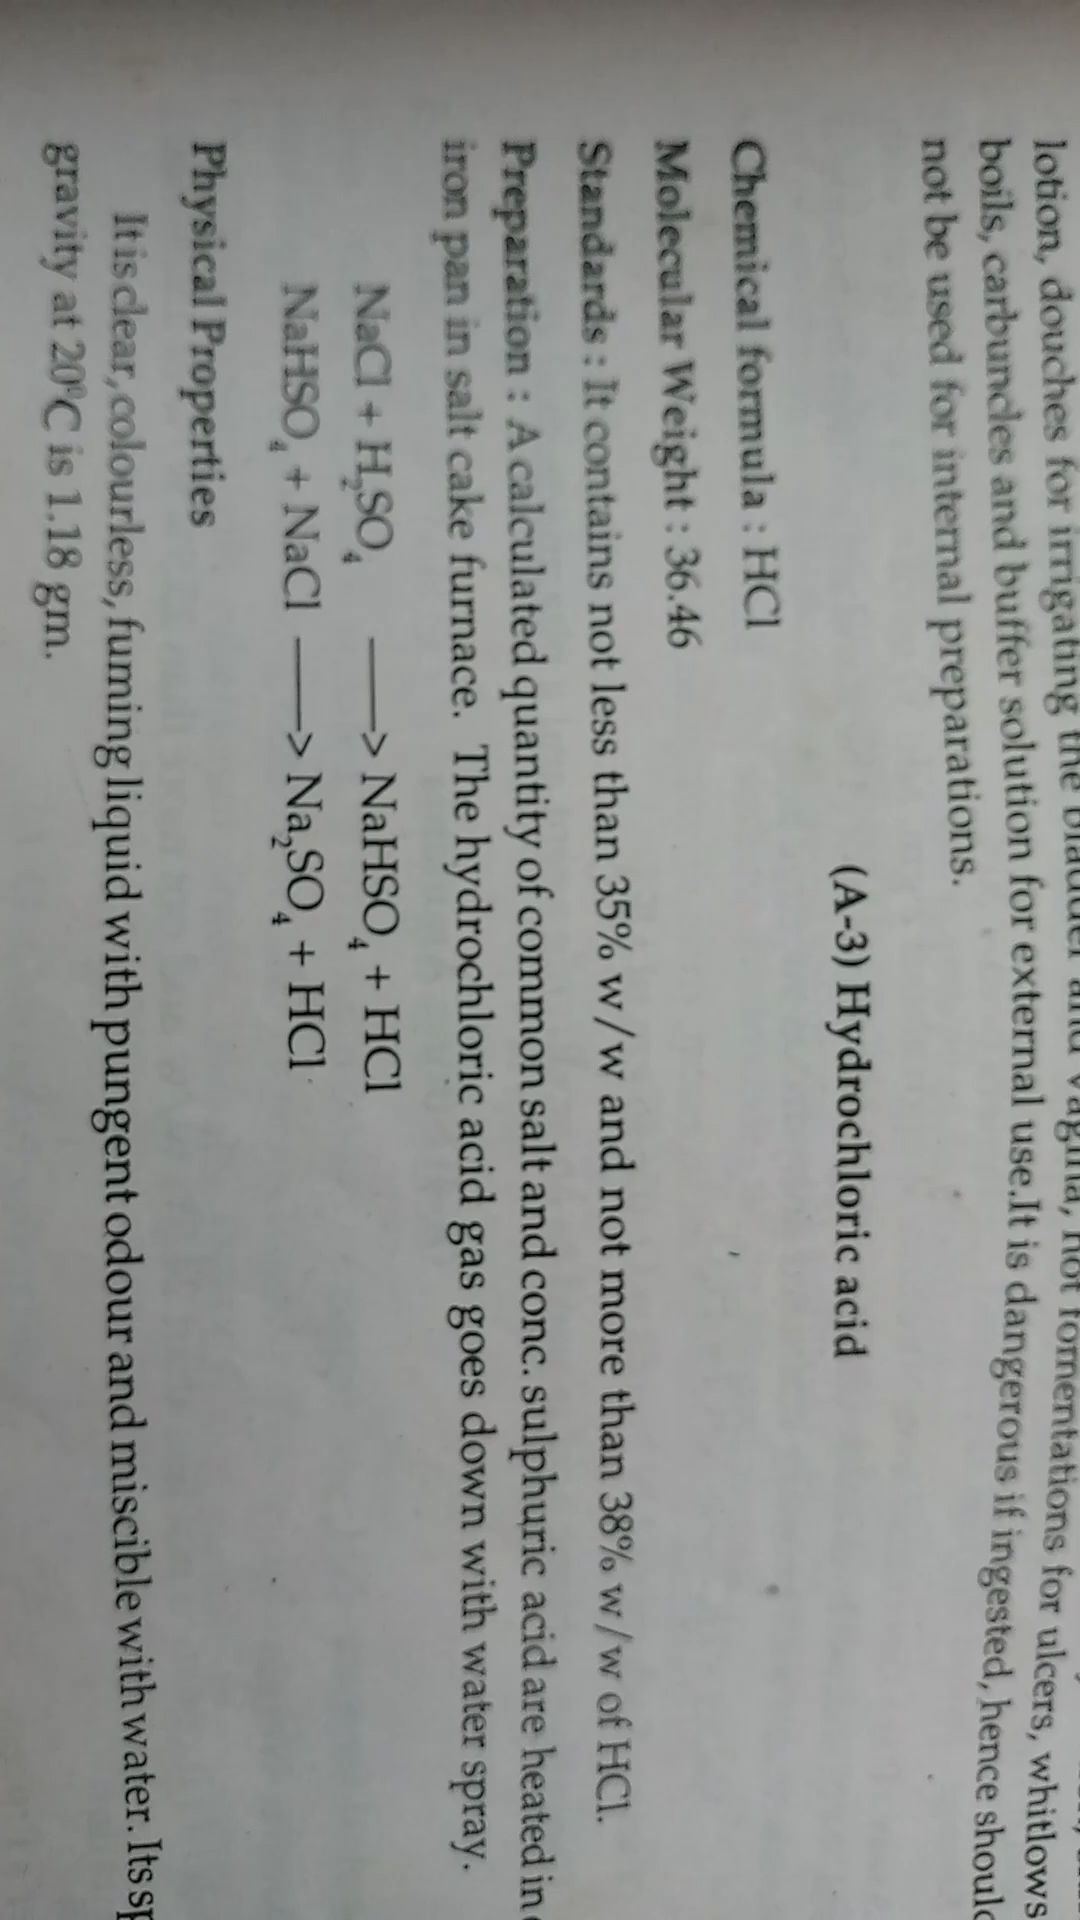 lotion, douches for irrigating the bladder and vagina, hot fomentations for ulcers, whitlows
boils, carbuncles and buffer solution for external use.It is dangerous if ingested, hence should
not be used for internal preparations.
(A-3) Hydrochloric acid
Chemical formula : HCl
Molecular Weight : 36.46
Standards : It contains not less than 35% w/w and not more than 38% w/w of HCl.
Preparation : A calculated quantity of common salt and conc. sulphuric acid are heated in
iron pan in salt cake furnace. The hydrochloric acid gas goes down with water spray.
NaCl + H₂SO₄ ⟶ NaHSO₄ + HCl
NaHSO₄ + NaCl ⟶ Na₂SO₄ + HCl
Physical Properties
It is clear, colourless, fuming liquid with pungent odour and miscible with water. Its sp
gravity at 20⁰C is 1.18 gm.